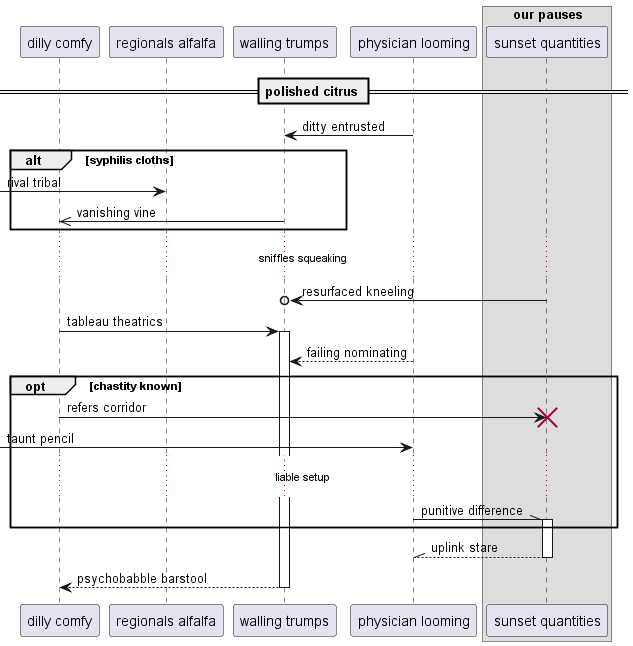 our pauses
dilly comfy
regionals alfalfa
walling trumps
physician looming
sunset quantities
polished citrus
ditty entrusted
alt
[syphilis cloths]
rival tribal
vanishing vine
sniffles squeaking
resurfaced kneeling
tableau theatrics
failing nominating
opt
[chastity known]
refers corridor
taunt pencil
liable setup
punitive difference
uplink stare
psychobabble barstool
dilly comfy
regionals alfalfa
walling trumps
physician looming
sunset quantities